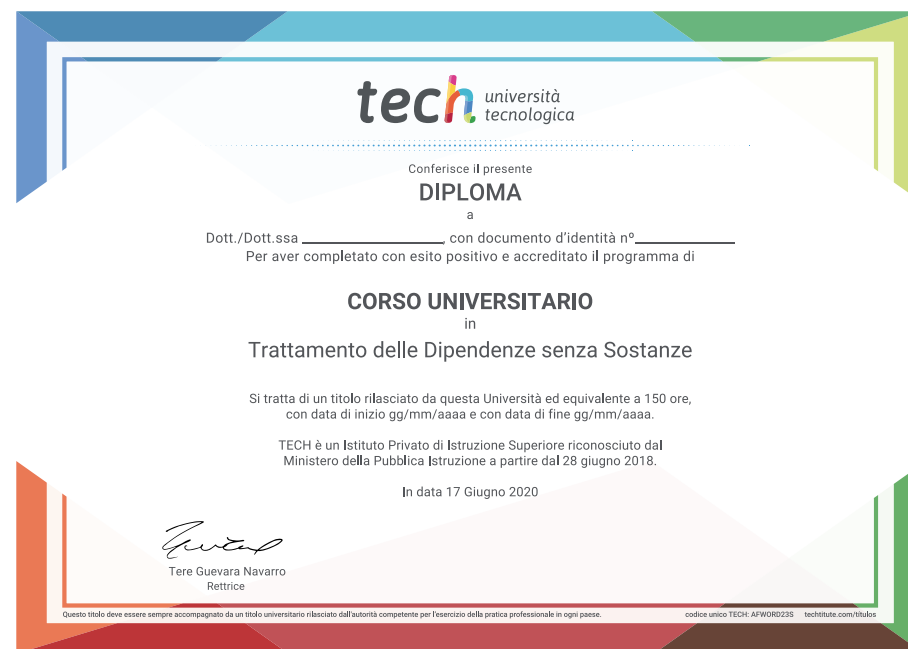 tech università
tecnologica
Conferisce il presente
DIPLOMA
a
Dott./Dott.ssa ____________________, con documento d'identità nº______________
Per aver completato con esito positivo e accreditato il programma di
CORSO UNIVERSITARIO
in
Trattamento delle Dipendenze senza Sostanze
Si tratta di un titolo rilasciato da questa Università ed equivalente a 150 ore,
con data di inizio gg/mm/aaaa e con data di fine gg/mm/aaaa.
TECH è un Istituto Privato di Istruzione Superiore riconosciuto dal
Ministero della Pubblica Istruzione a partire dal 28 giugno 2018.
In data 17 Giugno 2020
Tere Guevara Navarro
Rettrice
Questo titolo deve essere sempre accompagnato da un titolo universitario rilasciato dall'autorità competente per l'esercizio della pratica professionale in ogni paese. codice unico TECH: AFWORD23S techtitute.com/titulos